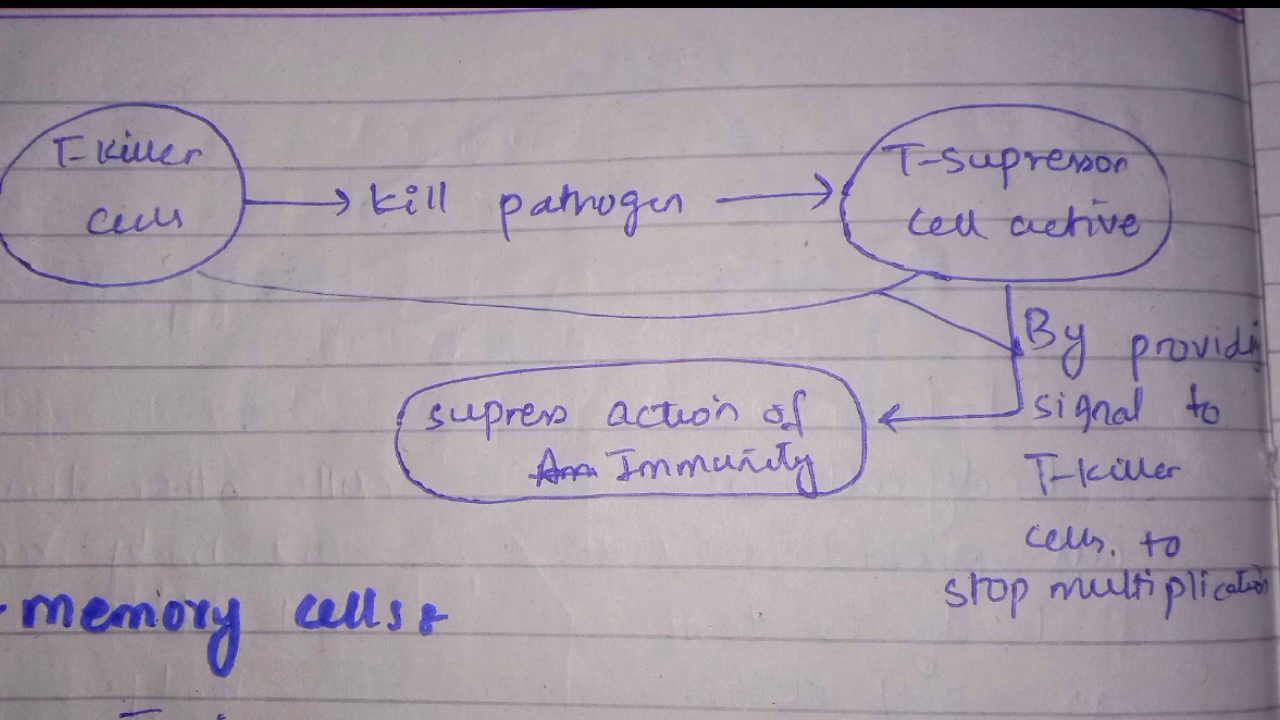 T-killer
cells
kill pathogen
T-supressor
cell active
By providi
signal to
T-killer
cells. to
stop multiplication
supress action of
Immunity
memory cells: